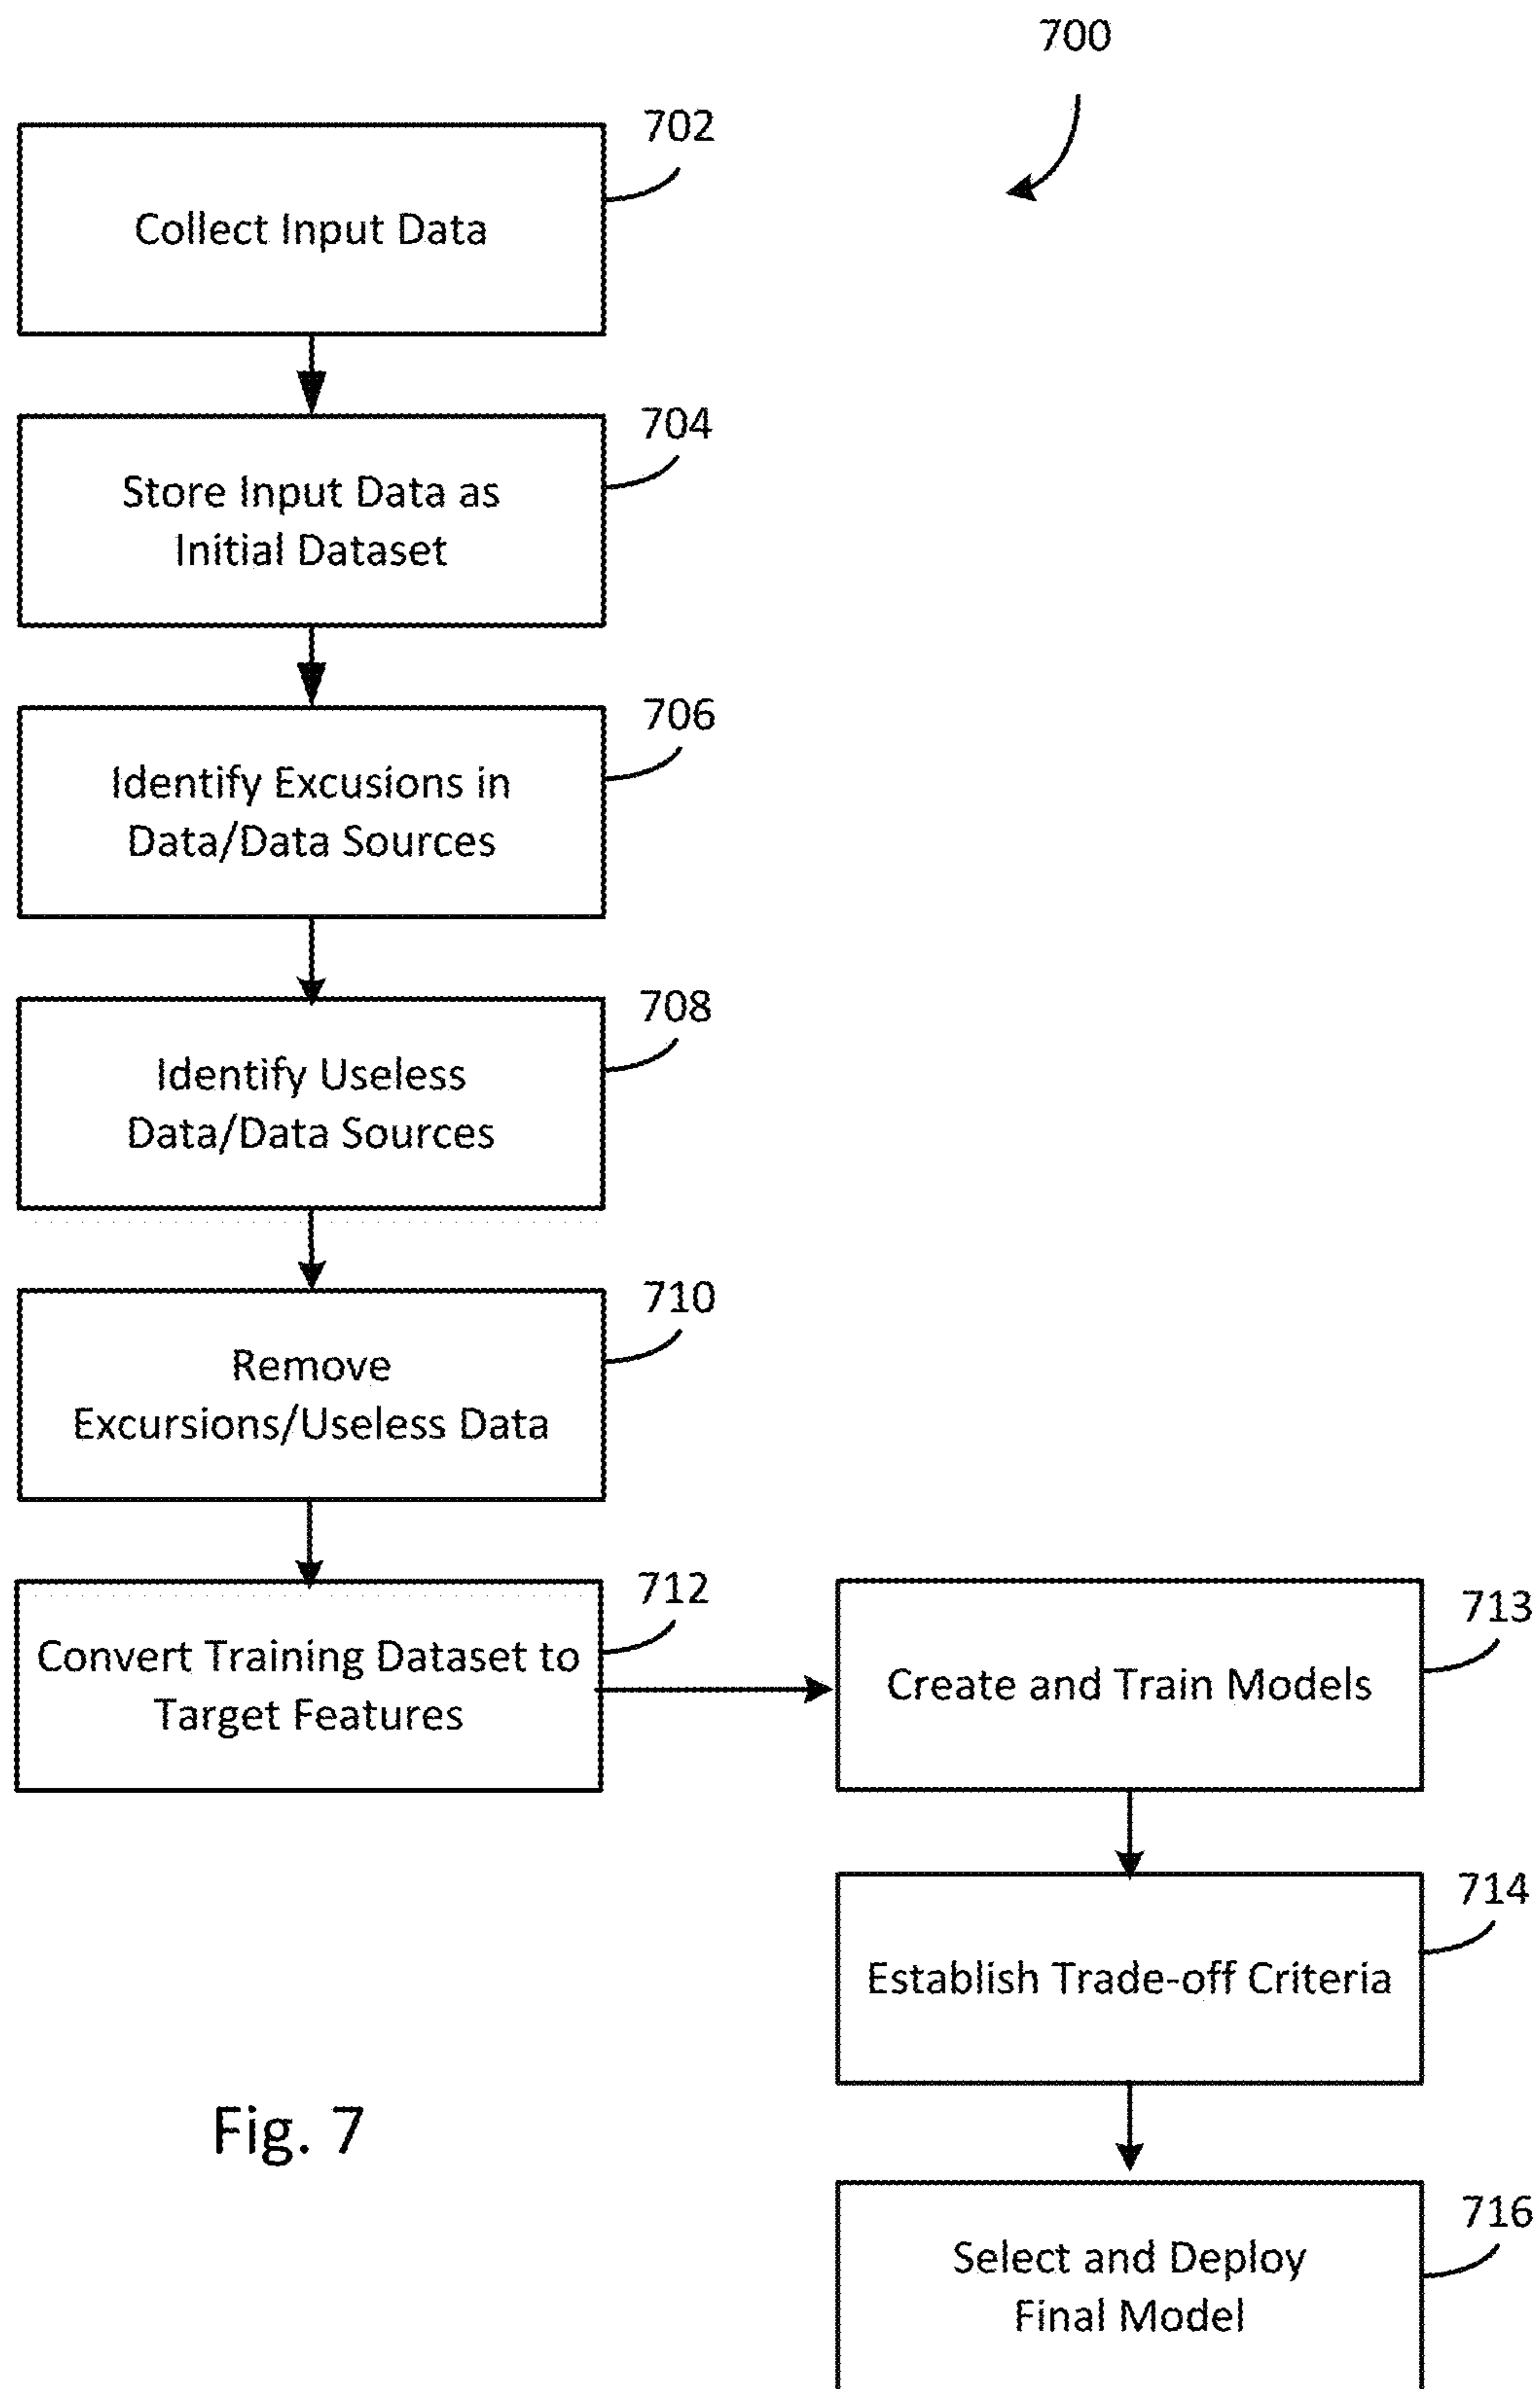 700
702
Collect Input Data
704
Store Input Data as
Initial Dataset
706
Identify Excusions in
Data/Data Sources
708
Identify Useless
Data/Data Sources
710
Remove
Excursions/Useless Data
712
Convert Training Dataset to
Target Features
713
Create and Train Models
714
Establish Trade-off Criteria
716
Select and Deploy
Final Model
Fig. 7